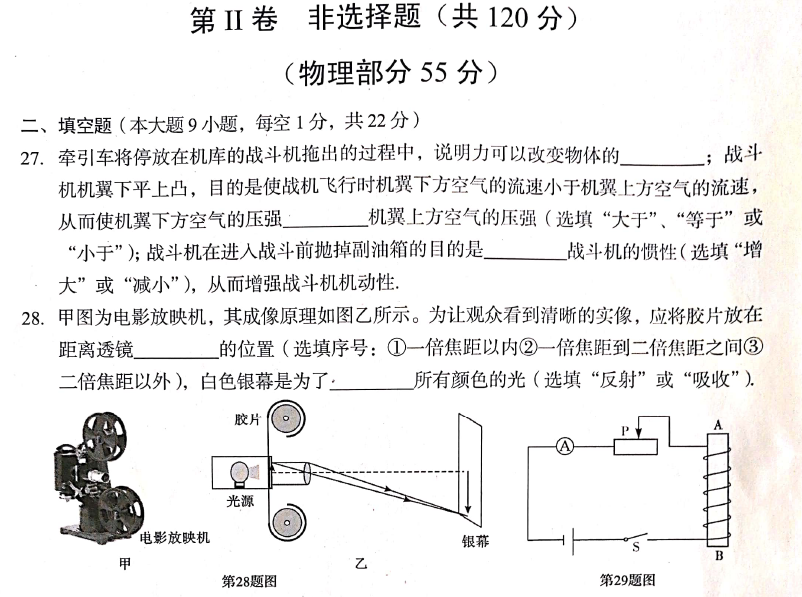 第 II 卷　非选择题（共 120 分）
（物理部分 55 分）
二、填空题（本大题 9 小题，每空 1 分，共 22 分）
27. 牵引车将停放在机库的战斗机拖出的过程中，说明力可以改变物体的________；战斗
机机翼下平上凸，目的是使战机飞行时机翼下方空气的流速小于机翼上方空气的流速，
从而使机翼下方空气的压强________机翼上方空气的压强（选填“大于”、“等于”或
“小于”）；战斗机在进入战斗前抛掉副油箱的目的是________战斗机的惯性（选填“增
大”或“减小”），从而增强战斗机机动性.
28. 甲图为电影放映机，其成像原理如图乙所示。为让观众看到清晰的实像，应将胶片放在
距离透镜________的位置（选填序号：①一倍焦距以内②一倍焦距到二倍焦距之间③
二倍焦距以外），白色银幕是为了________所有颜色的光（选填“反射”或“吸收”）.
胶片
光源
电影放映机
银幕
甲
乙
第28题图
A
P
A
S
B
第29题图